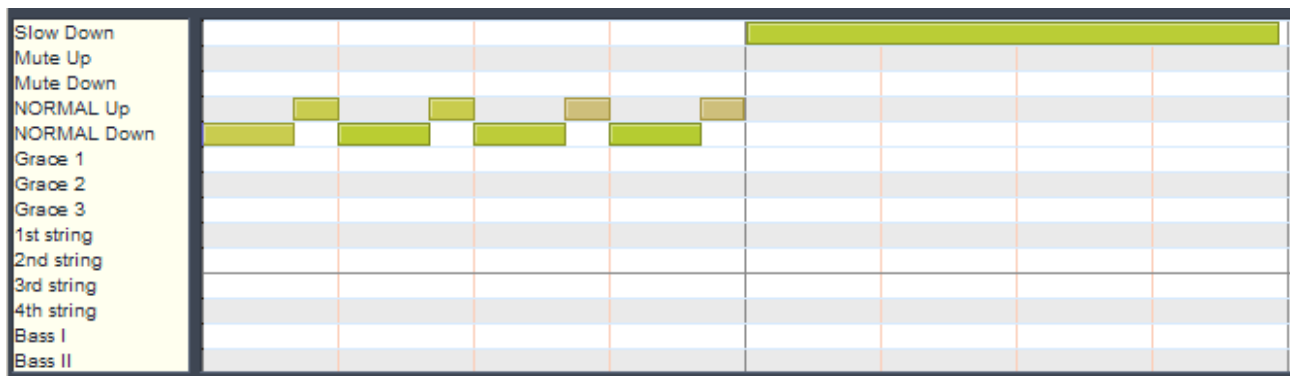 Slow Down
Mute Up
Mute Down
NORMAL Up
NORMAL Down
Grace 1
Grace 2
Grace 3
1st string
2nd string
3rd string
4th string
Bass I
Bass II